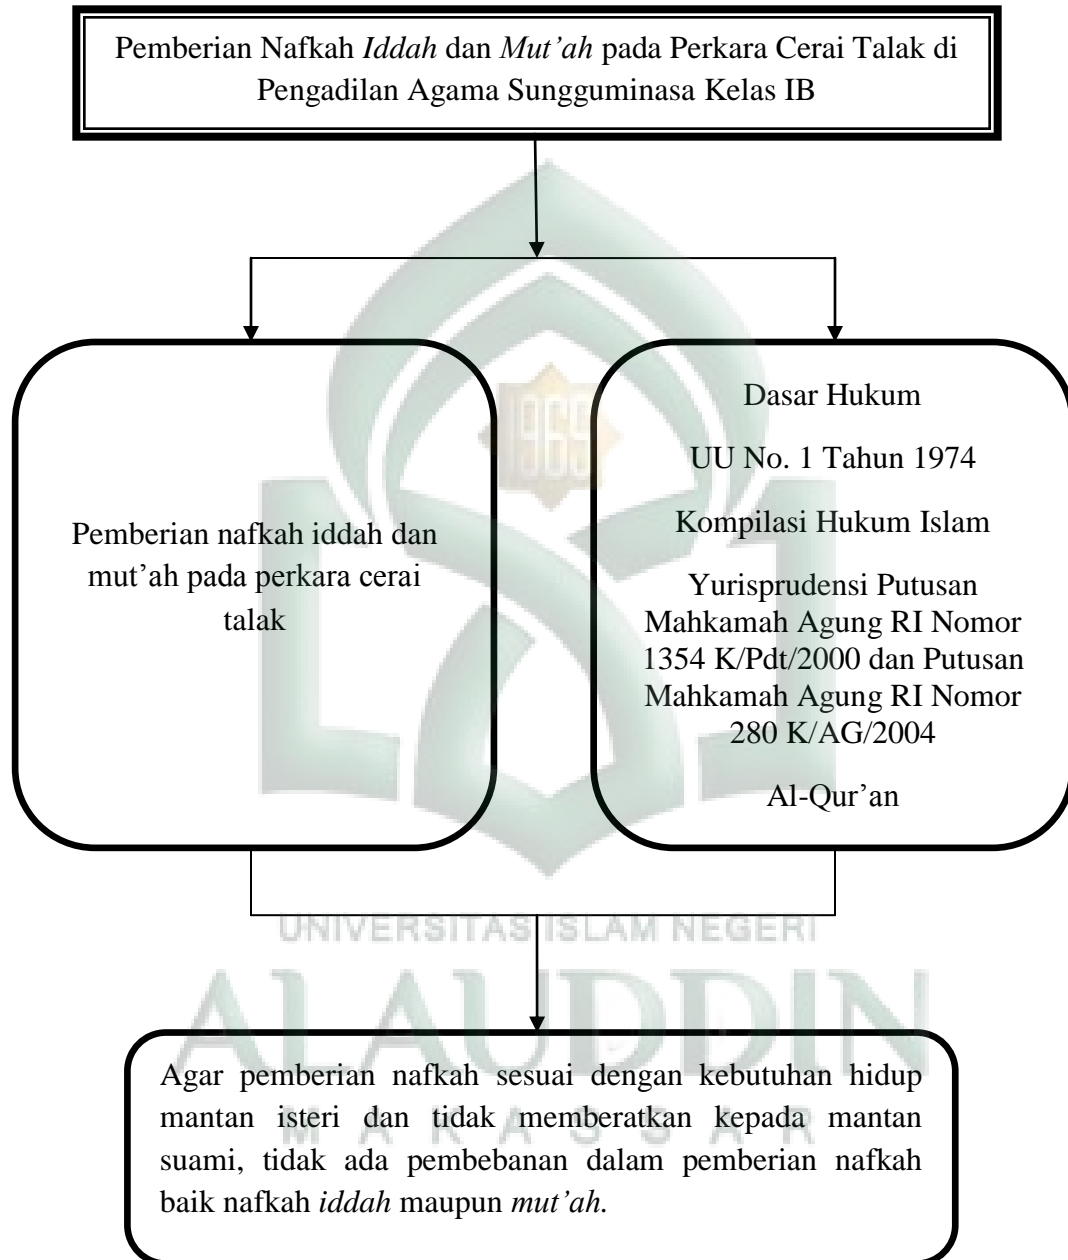 Pemberian Nafkah Iddah dan Mut’ah pada Perkara Cerai Talak di
Pengadilan Agama Sungguminasa Kelas IB
Pemberian nafkah iddah dan
mut’ah pada perkara cerai
talak
Dasar Hukum
UU No. 1 Tahun 1974
Kompilasi Hukum Islam
Yurisprudensi Putusan
Mahkamah Agung RI Nomor
1354 K/Pdt/2000 dan Putusan
Mahkamah Agung RI Nomor
280 K/AG/2004
Al-Qur’an
1965
UNIVERSITAS ISLAM NEGERI
ALAUDDIN
MAKASSAR
Agar pemberian nafkah sesuai dengan kebutuhan hidup
mantan isteri dan tidak memberatkan kepada mantan
suami, tidak ada pembebanan dalam pemberian nafkah
baik nafkah iddah maupun mut’ah.